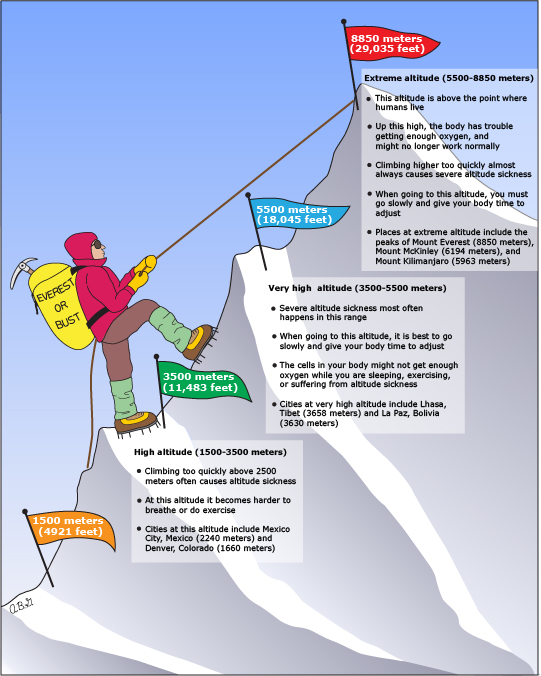 8850 meters
(29,035 feet)
Extreme altitude (5500-8850 meters)
• This altitude is above the point where
humans live
• Up this high, the body has trouble
getting enough oxygen, and
might no longer work normally
• Climbing higher too quickly almost
always causes severe altitude sickness
• When going to this altitude, you must
go slowly and give your body time to
adjust
• Places at extreme altitude include the
peaks of Mount Everest (8850 meters),
Mount McKinley (6194 meters), and
Mount Kilimanjaro (5963 meters)
5500 meters
(18,045 feet)
Very high altitude (3500-5500 meters)
• Severe altitude sickness most often
happens in this range
• When going to this altitude, it is best to go
slowly and give your body time to adjust
• The cells in your body might not get enough
oxygen while you are sleeping, exercising,
or suffering from altitude sickness
• Cities at very high altitude include Lhasa,
Tibet (3658 meters) and La Paz, Bolivia
(3630 meters)
EVEREST
OR
BUST
3500 meters
(11,483 feet)
High altitude (1500-3500 meters)
• Climbing too quickly above 2500
meters often causes altitude sickness
• At this altitude it becomes harder to
breathe or do exercise
• Cities at this altitude include Mexico
City, Mexico (2240 meters) and
Denver, Colorado (1660 meters)
1500 meters
(4921 feet)